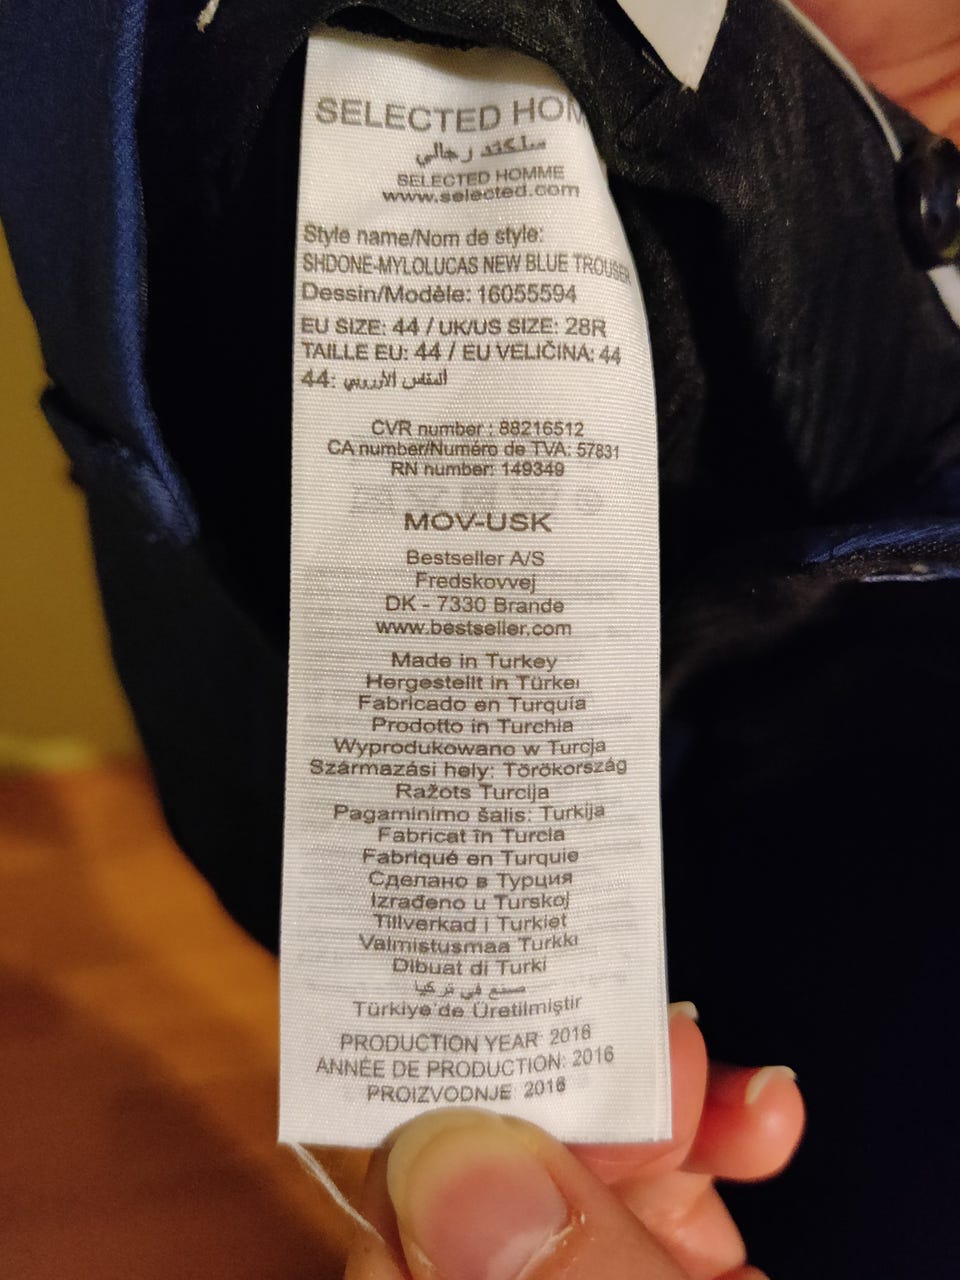 SELECTED HOM
سلكتد رجالي
SELECTED HOMME
www.selected.com
Style name/Nom de style:
SHDONE-MYLOLUCAS NEW BLUE TROUSER
Dessin/Modèle: 16055594
EU SIZE: 44 / UK/US SIZE: 28R
TAILLE EU: 44 / EU VELIČINA: 44
44: المقاس الأوروبي
CVR number : 88216512
CA number/Numéro de TVA: 57831
RN number: 149349
MOV-USK
Bestseller A/S
Fredskovvej
DK - 7330 Brande
www.bestseller.com
Made in Turkey
Hergestellt in Türkei
Fabricado en Turquía
Prodotto in Turchia
Wyprodukowano w Turcja
Származási hely: Törökország
Ražots Turcija
Pagaminimo šalis: Turkija
Fabricat în Turcia
Fabriqué en Turquie
Сделано в Турция
Izrađeno u Turskoj
Tillverkad i Turkiet
Valmistusmaa Turkki
Dibuat di Turki
صنع في تركيا
Türkiye'de Üretilmiştir
PRODUCTION YEAR: 2016
ANNÉE DE PRODUCTION: 2016
PROIZVODNJE: 2016